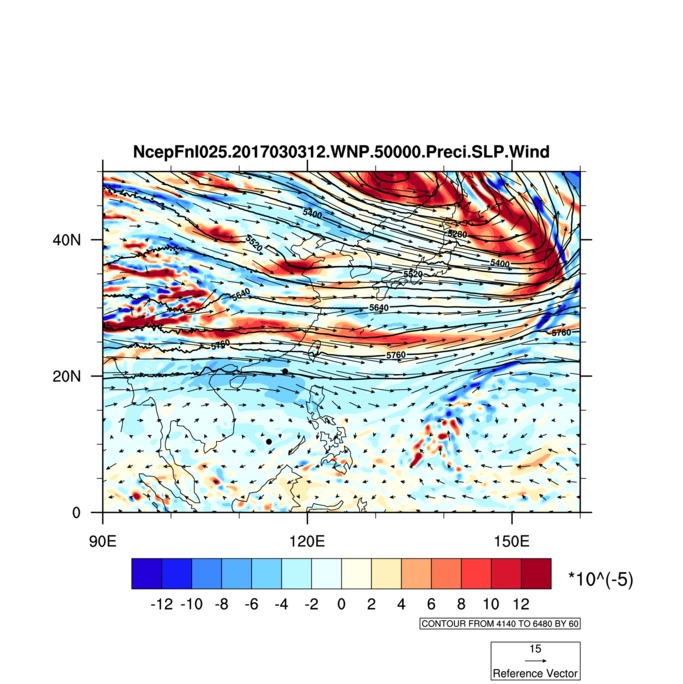 NcepFnl025.2017030312.WNP.50000.Preci.SLP.Wind
5400
5280
5520
40N
5400
5520
5640
5640
5760
5760
5760
20N
0
90E 120E 150E
*10^(-5)
-12 -10 -8 -6 -4 -2 0 2 4 6 8 10 12
CONTOUR FROM 4140 TO 6480 BY 60
15
Reference Vector